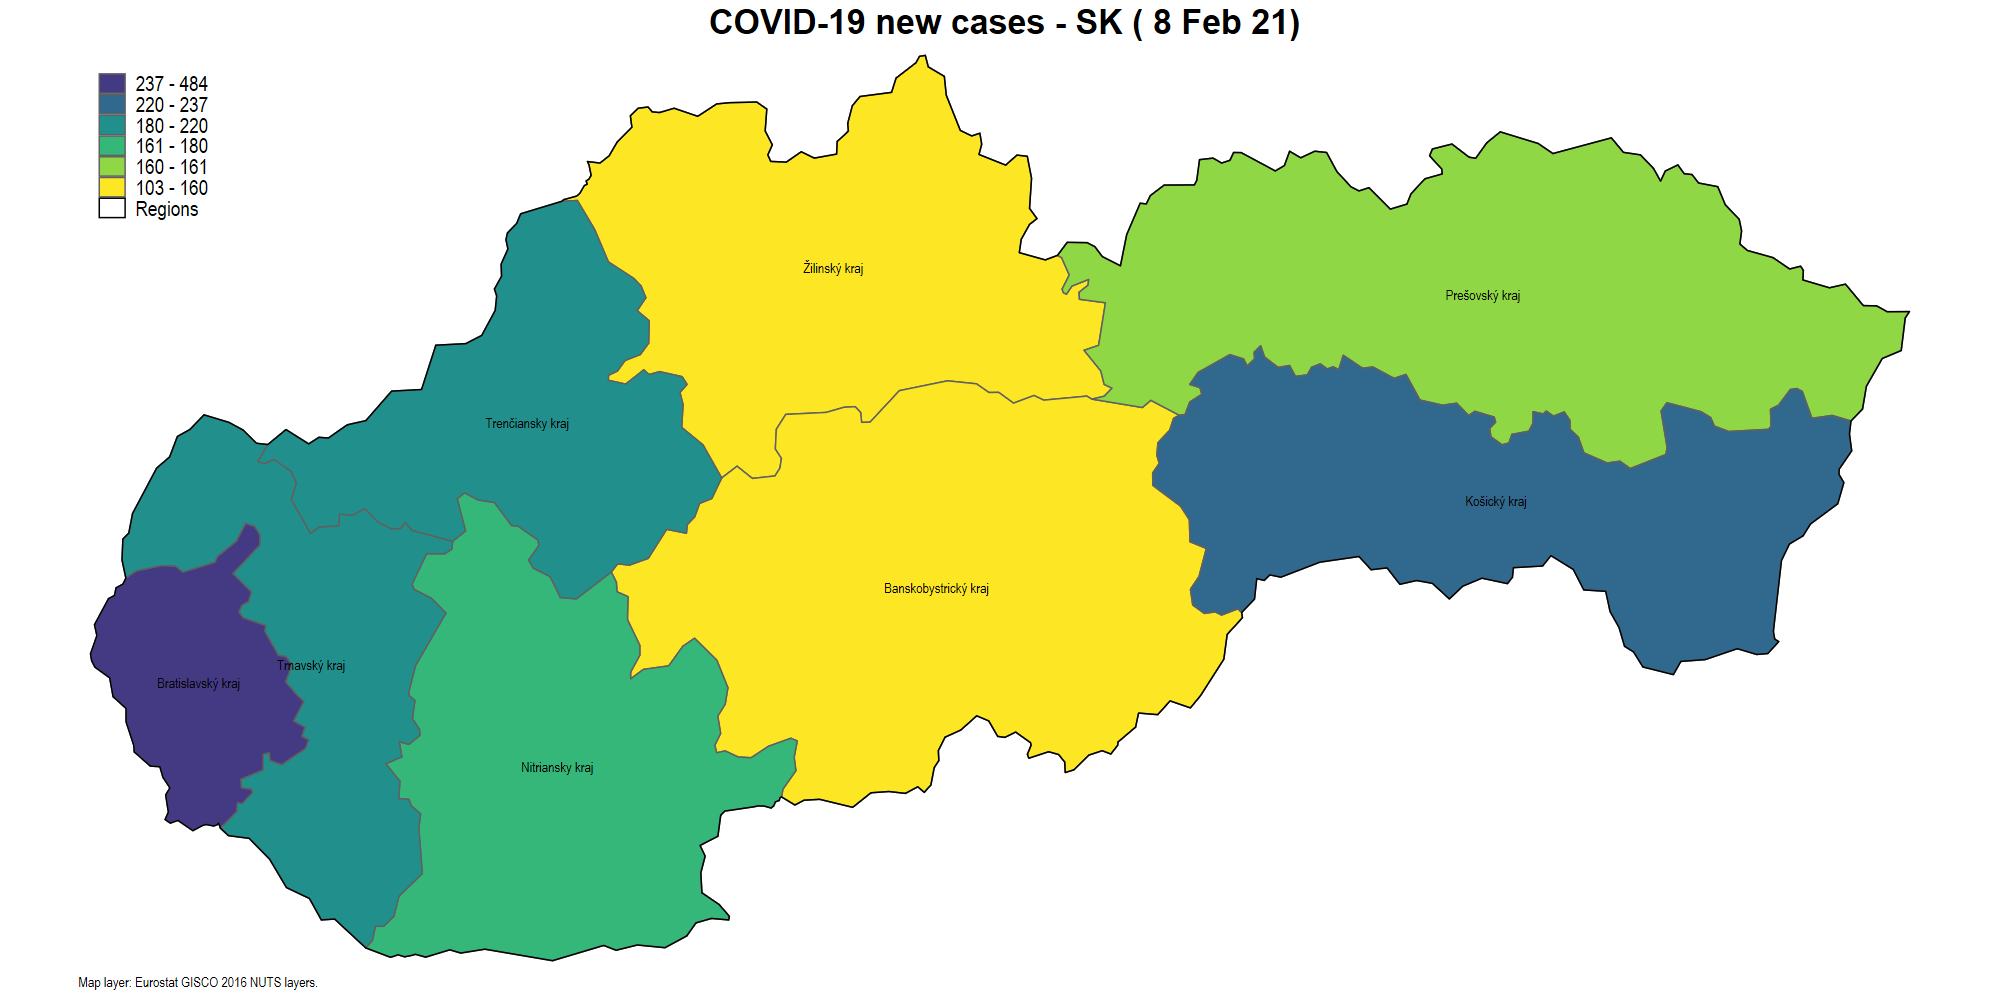 COVID-19 new cases - SK ( 8 Feb 21)
237 - 484
220 - 237
180 - 220
161 - 180
160 - 161
103 - 160
Regions
Žilinský kraj
Prešovský kraj
Trenčiansky kraj
Košický kraj
Banskobystrický kraj
Trnavský kraj
Bratislavský kraj
Nitriansky kraj
Map layer: Eurostat GISCO 2016 NUTS layers.